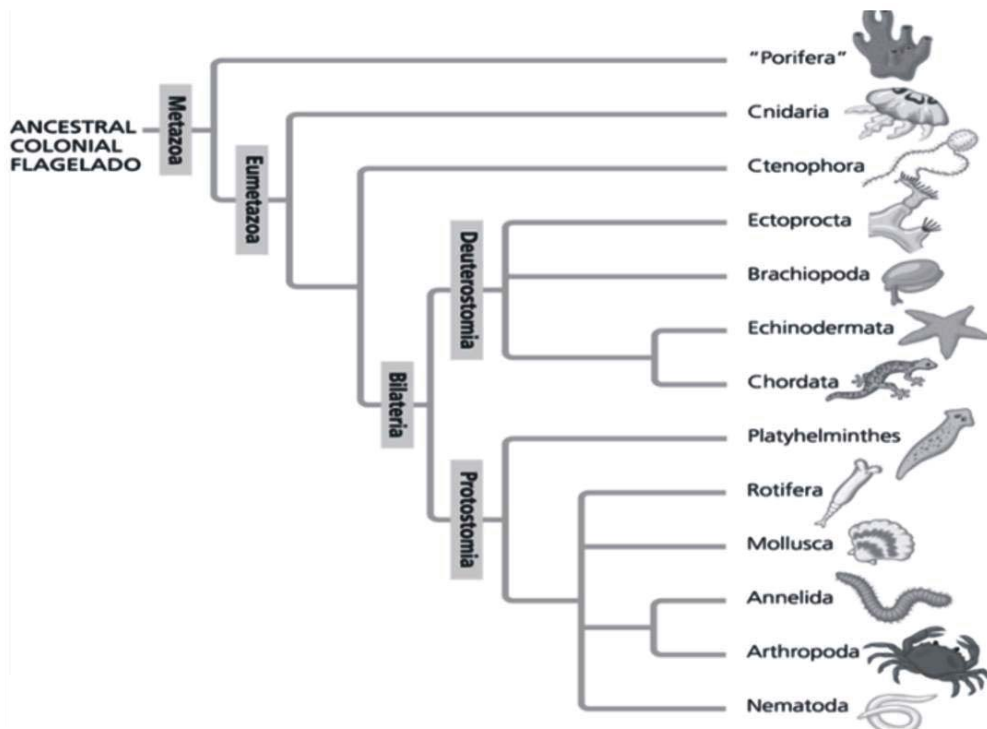 "Porifera"
Cnidaria
Ctenophora
Ectoprocta
Brachiopoda
Echinodermata
Chordata
Platyhelminthes
Rotifera
Mollusca
Annelida
Arthropoda
Nematoda
ANCESTRAL
COLONIAL
FLAGELADO
Metazoa
Eumetazoa
Bilateria
Deuterostomia
Protostomia